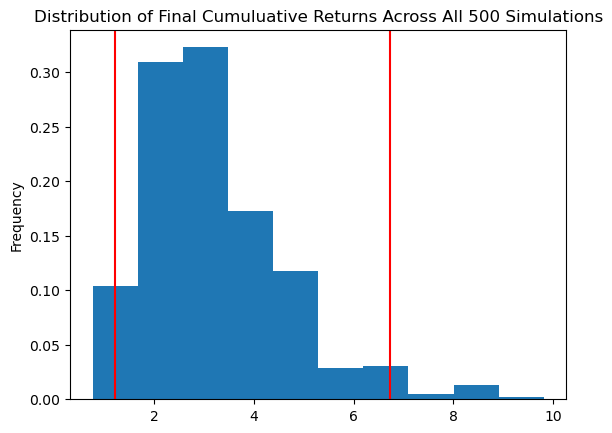 Distribution of Final Cumuluative Returns Across All 500 Simulations
0.30
0.25
0.20
0.15
0.10
0.05
0.00
Frequency
2 4 6 8 10